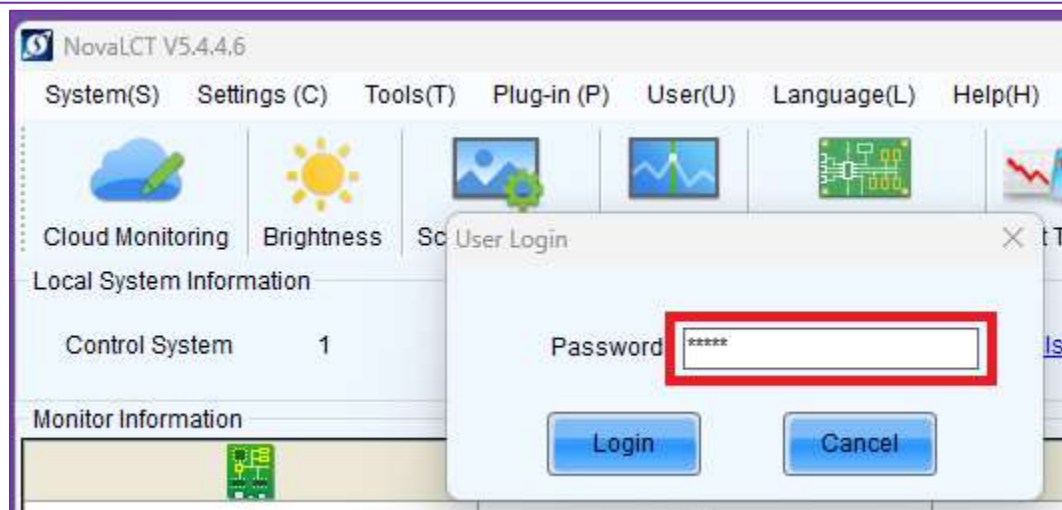 NovaLCT V5.4.4.6
System(S) Settings (C) Tools(T) Plug-in (P) User(U) Language(L) Help(H)
Cloud Monitoring Brightness Sc
User Login
Local System Information
Control System 1
Password *****
ls
Monitor Information
Login Cancel